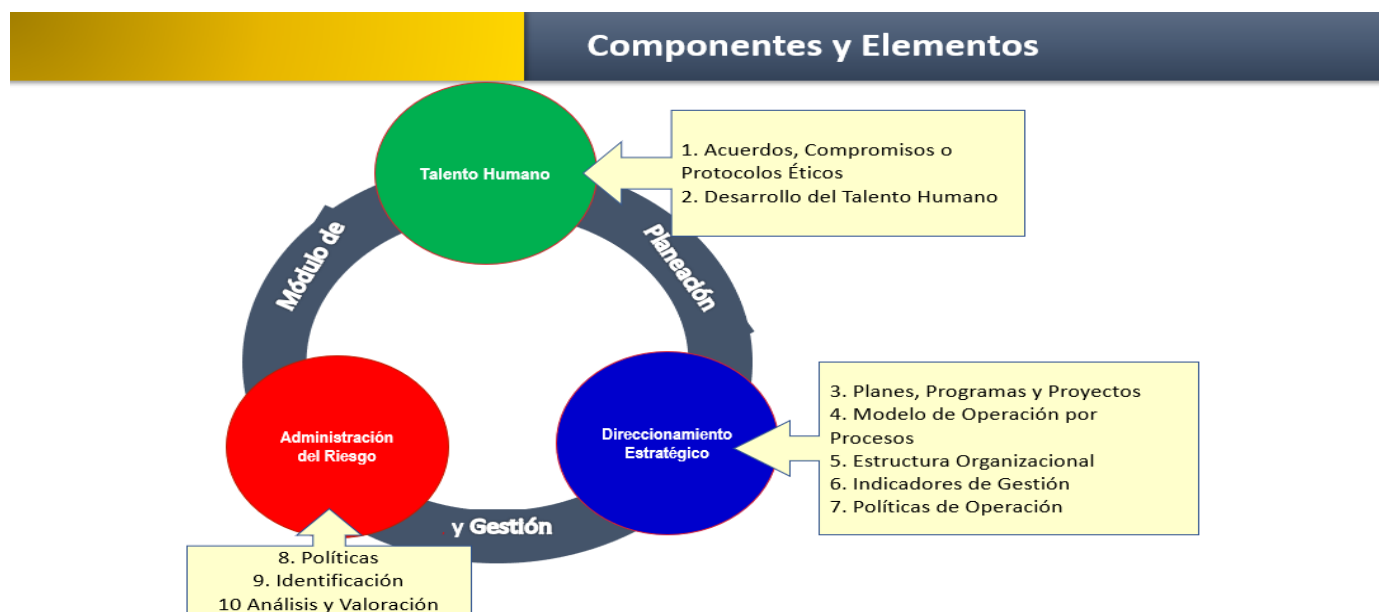 Componentes y Elementos
Talento Humano
1. Acuerdos, Compromisos o
Protocolos Éticos
2. Desarrollo del Talento Humano
Módulo de
Planeación
y Gestión
Administración
del Riesgo
Direccionamiento
Estratégico
3. Planes, Programas y Proyectos
4. Modelo de Operación por
Procesos
5. Estructura Organizacional
6. Indicadores de Gestión
7. Políticas de Operación
8. Políticas
9. Identificación
10 Análisis y Valoración